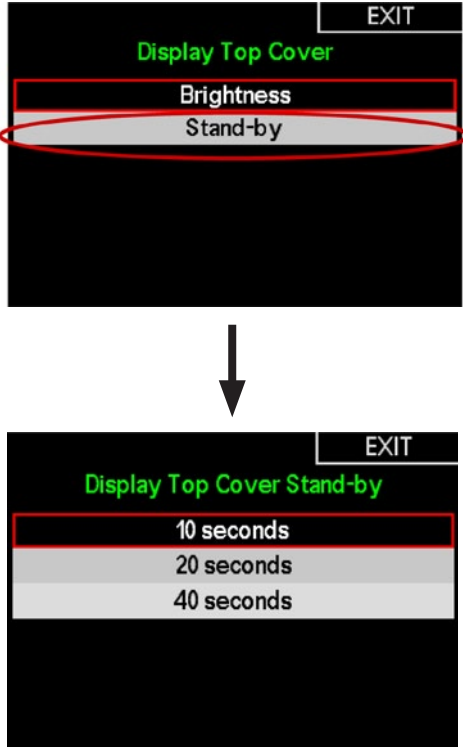 EXIT
Display Top Cover
Brightness
Stand-by
EXIT
Display Top Cover Stand-by
10 seconds
20 seconds
40 seconds